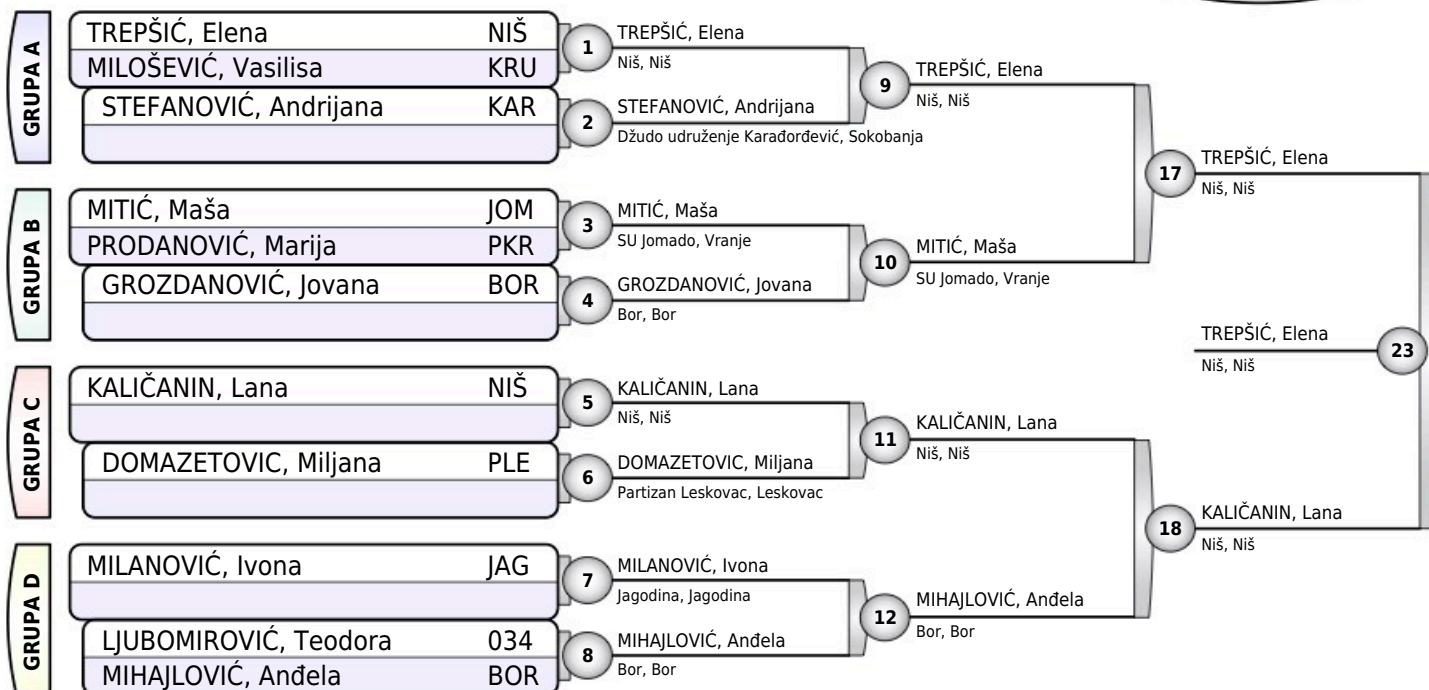 GRUPA A
TREPŠIĆ, Elena NIŠ
MILOŠEVIĆ, Vasilisa KRU
STEFANOVIĆ, Andrijana KAR
1
TREPŠIĆ, Elena
Niš, Niš
2
STEFANOVIĆ, Andrijana
Džudo udruženje Karađorđević, Sokobanja
9
TREPŠIĆ, Elena
Niš, Niš
GRUPA B
MITIĆ, Maša JOM
PRODANOVIĆ, Marija PKR
GROZDANOVIĆ, Jovana BOR
3
MITIĆ, Maša
SU Jomado, Vranje
4
GROZDANOVIĆ, Jovana
Bor, Bor
10
MITIĆ, Maša
SU Jomado, Vranje
17
TREPŠIĆ, Elena
Niš, Niš
TREPŠIĆ, Elena
Niš, Niš
23
GRUPA C
KALIČANIN, Lana NIŠ
DOMAZETOVIC, Miljana PLE
5
KALIČANIN, Lana
Niš, Niš
6
DOMAZETOVIC, Miljana
Partizan Leskovac, Leskovac
11
KALIČANIN, Lana
Niš, Niš
18
KALIČANIN, Lana
Niš, Niš
GRUPA D
MILANOVIĆ, Ivona JAG
LJUBOMIROVIĆ, Teodora 034
MIHAJLOVIĆ, Anđela BOR
7
MILANOVIĆ, Ivona
Jagodina, Jagodina
8
MIHAJLOVIĆ, Anđela
Bor, Bor
12
MIHAJLOVIĆ, Anđela
Bor, Bor